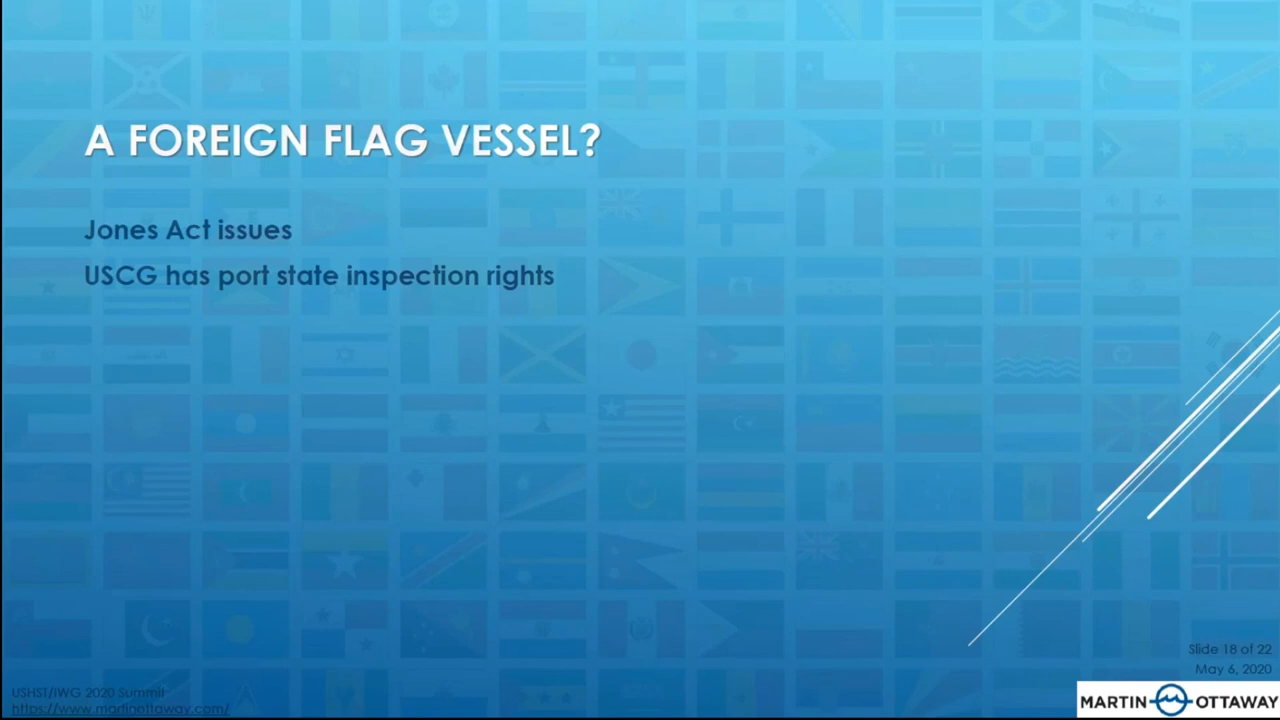 A FOREIGN FLAG VESSEL?
Jones Act issues
USCG has port state inspection rights
Slide 18 of 22
May 6, 2020
USHST/IWG 2020 Summit
https://www.martinottaway.com/
MARTIN OTTAWAY